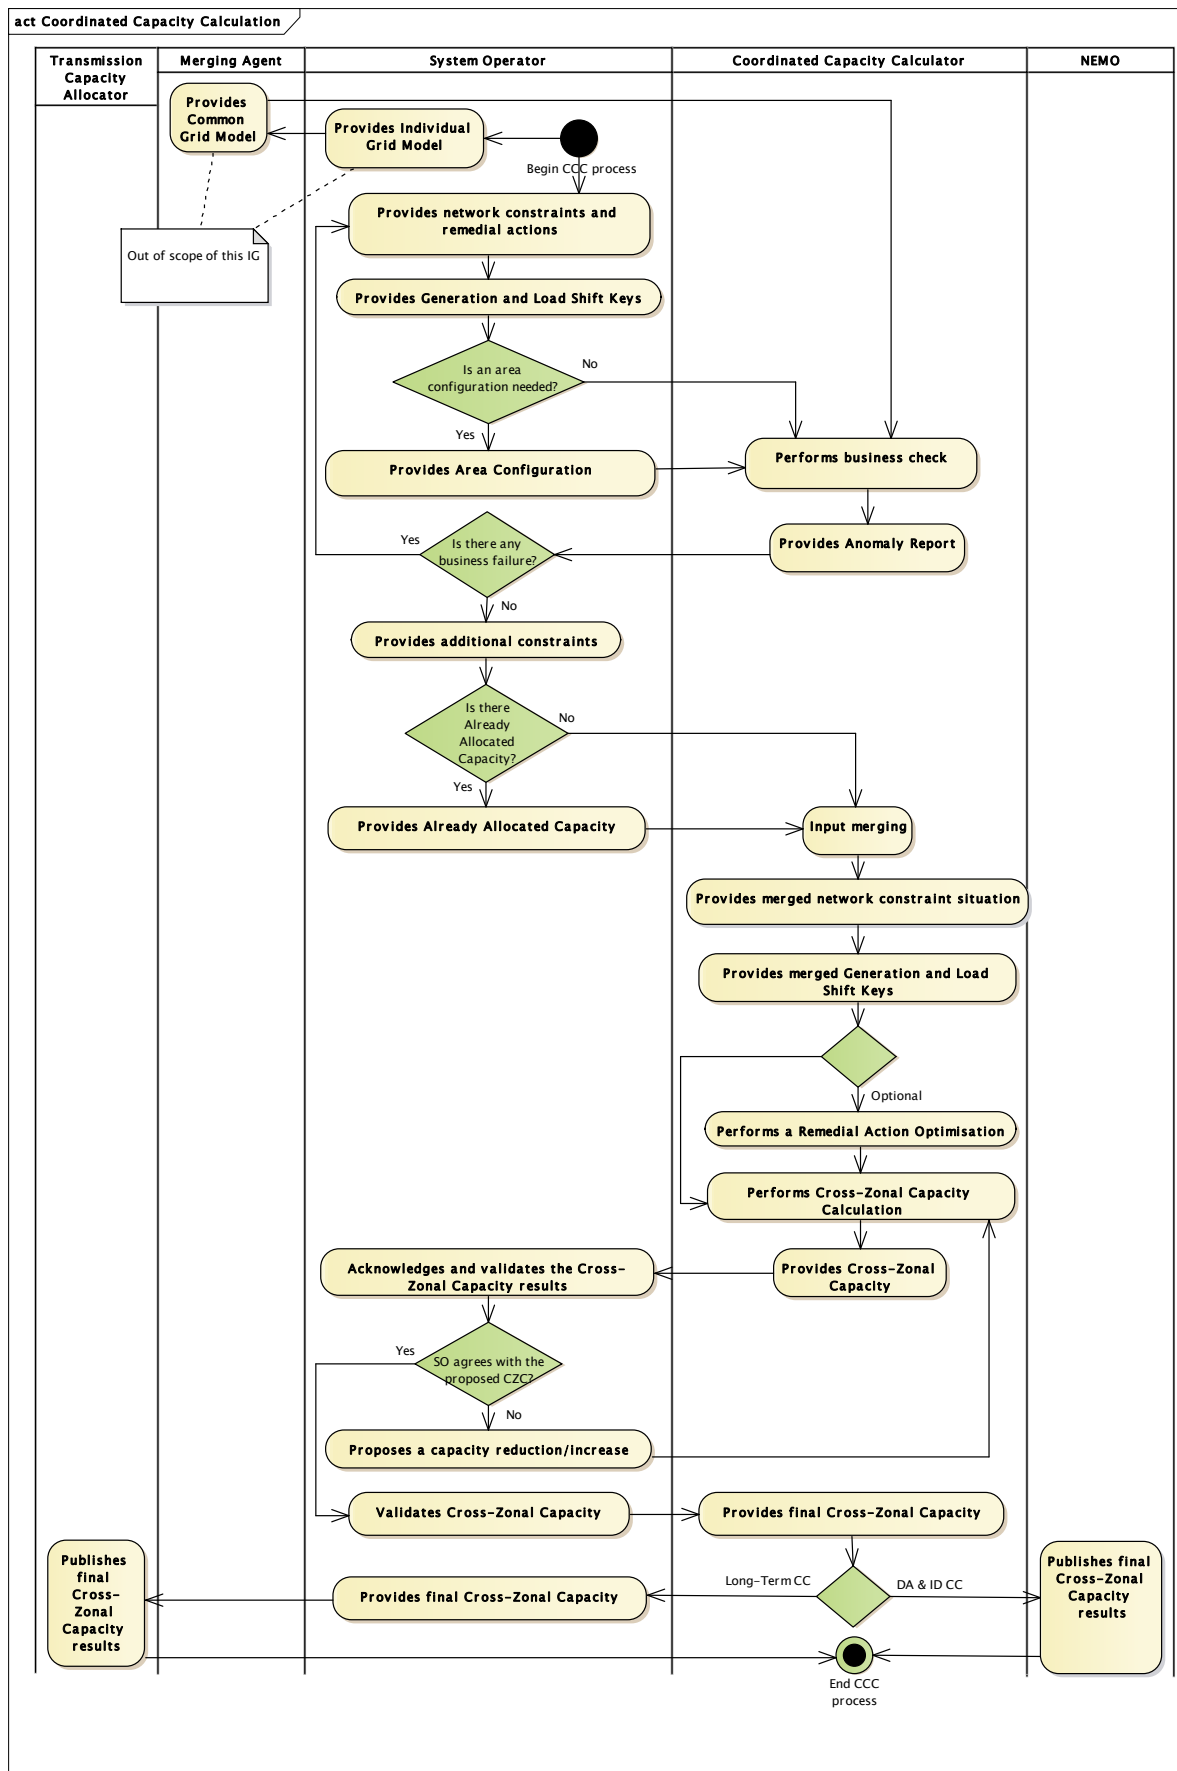 act Coordinated Capacity Calculation
Transmission
Capacity
Allocator
Merging Agent
System Operator
Coordinated Capacity Calculator
NEMO
Provides
Common
Grid Model
Provides Individual
Grid Model
Begin CCC process
Provides network constraints and
remedial actions
Out of scope of this IG
Provides Generation and Load Shift Keys
Is an area
configuration needed?
No
Yes
Provides Area Configuration
Performs business check
Provides Anomaly Report
Is there any
business failure?
Yes
No
Provides additional constraints
Is there
Already
Allocated
Capacity?
No
Yes
Provides Already Allocated Capacity
Input merging
Provides merged network constraint situation
Provides merged Generation and Load
Shift Keys
Optional
Performs a Remedial Action Optimisation
Performs Cross-Zonal Capacity
Calculation
Provides Cross-Zonal
Capacity
Acknowledges and validates the Cross-
Zonal Capacity results
Yes
SO agrees with the
proposed CZC?
No
Proposes a capacity reduction/increase
Validates Cross-Zonal Capacity
Provides final Cross-Zonal Capacity
Long-Term CC
DA & ID CC
Provides final Cross-Zonal Capacity
Publishes
final
Cross-
Zonal
Capacity
results
Publishes final
Cross-Zonal
Capacity
results
End CCC
process